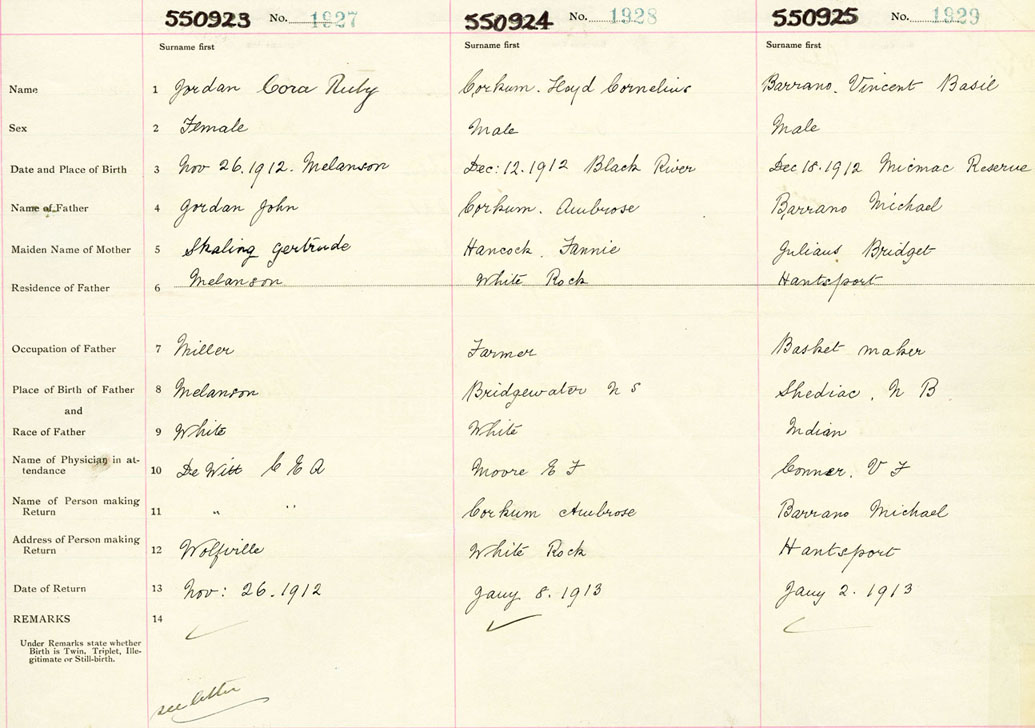 550923 No. 1927 550924 No. 1928 550925 No. 1929
Surname first Surname first Surname first
Name 1 Jordan Cora Ruby Corkum. Lloyd Cornelius Barrano. Vincent Basil
Sex 2 Female Male Male
Date and Place of Birth 3 Nov 26.1912. Melanson Dec: 12.1912 Black River Dec 18.1912 Micmac Reserve
Name of Father 4 Jordan John Corkum. Ambrose Barrano Michael
Maiden Name of Mother 5 Skaling Gertrude Hancock. Fannie Bridget
Residence of Father 6 Melanson White Rock Hantsport
Occupation of Father 7 Miller Farmer Basket maker
Place of Birth of Father 8 Melanson Bridgewater N S Shediac, N B
and
Race of Father 9 White White Indian
Name of Physician in at- 10 De Witt C E A Moore E F Conner. V F
tendance
Name of Person making 11 " " Corkum Ambrose Barrano Michael
Return
Address of Person making 12 Wolfville White Rock Hantsport
Return
Date of Return 13 Nov: 26.1912 Jany 8. 1913 Jany 2. 1913
REMARKS 14 ✓ ✓ ✓
Under Remarks state whether
Birth is Twin, Triplet, Ille-
gitimate or Still-birth.
see letter